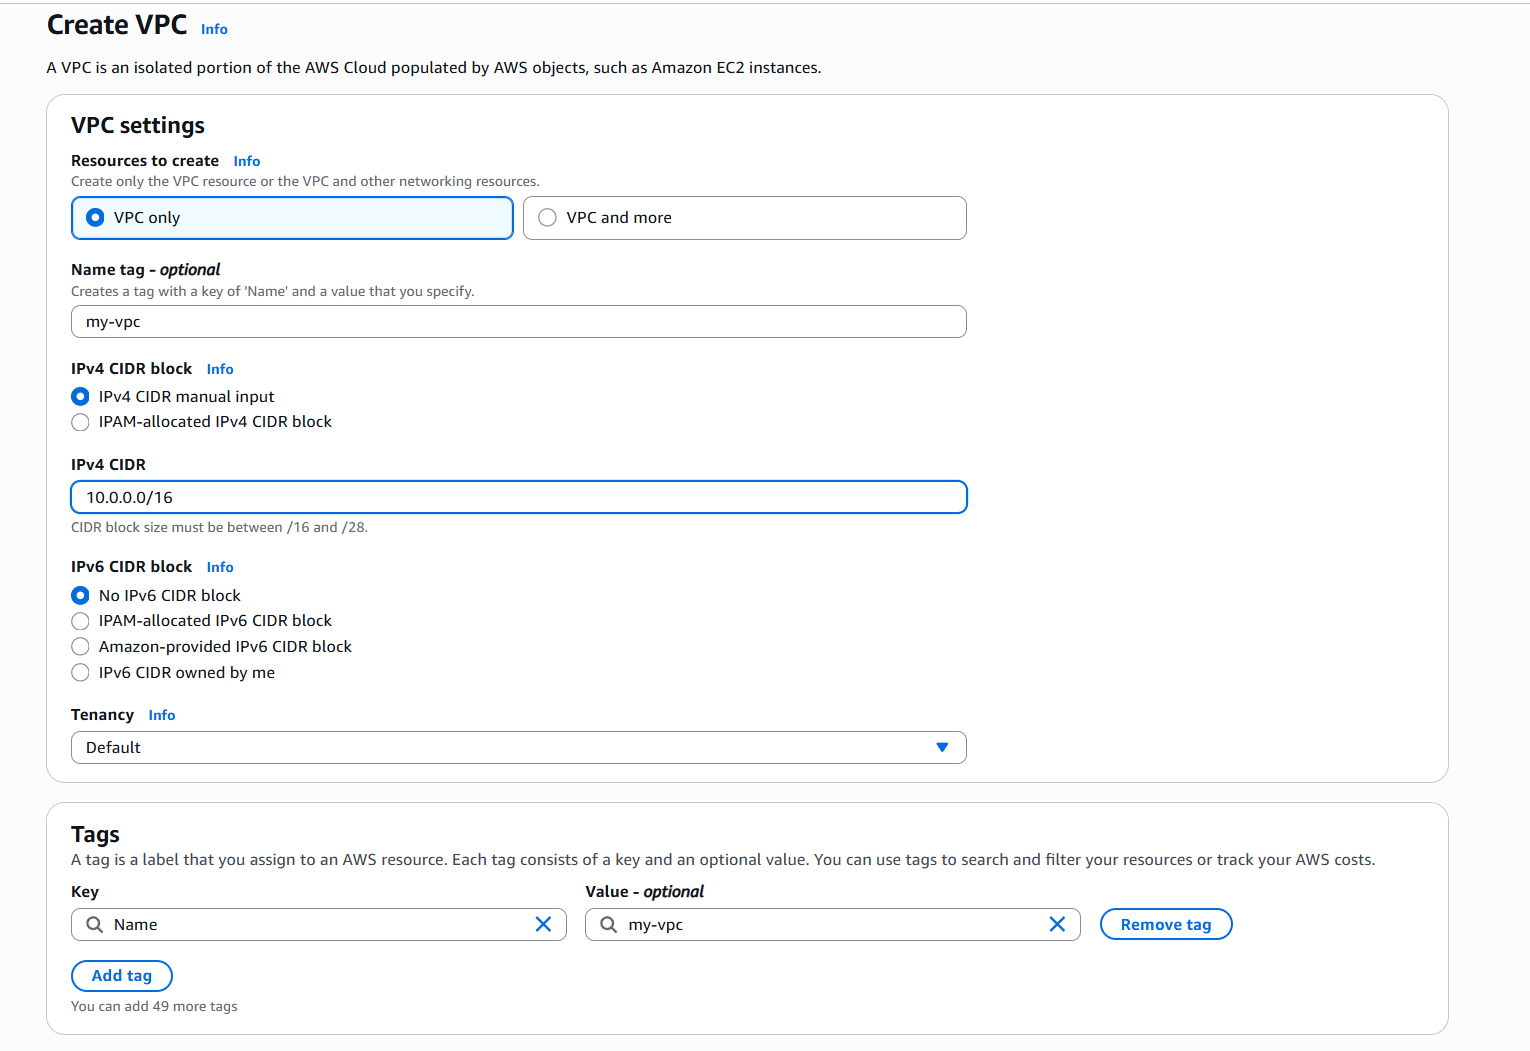 Create VPC Info
A VPC is an isolated portion of the AWS Cloud populated by AWS objects, such as Amazon EC2 instances.
VPC settings
Resources to create Info
Create only the VPC resource or the VPC and other networking resources.
VPC only VPC and more
Name tag - optional
Creates a tag with a key of 'Name' and a value that you specify.
my-vpc
IPv4 CIDR block Info
IPv4 CIDR manual input
IPAM-allocated IPv4 CIDR block
IPv4 CIDR
10.0.0.0/16
CIDR block size must be between /16 and /28.
IPv6 CIDR block Info
No IPv6 CIDR block
IPAM-allocated IPv6 CIDR block
Amazon-provided IPv6 CIDR block
IPv6 CIDR owned by me
Tenancy Info
Default
Tags
A tag is a label that you assign to an AWS resource. Each tag consists of a key and an optional value. You can use tags to search and filter your resources or track your AWS costs.
Key Value - optional
Name my-vpc Remove tag
Add tag
You can add 49 more tags